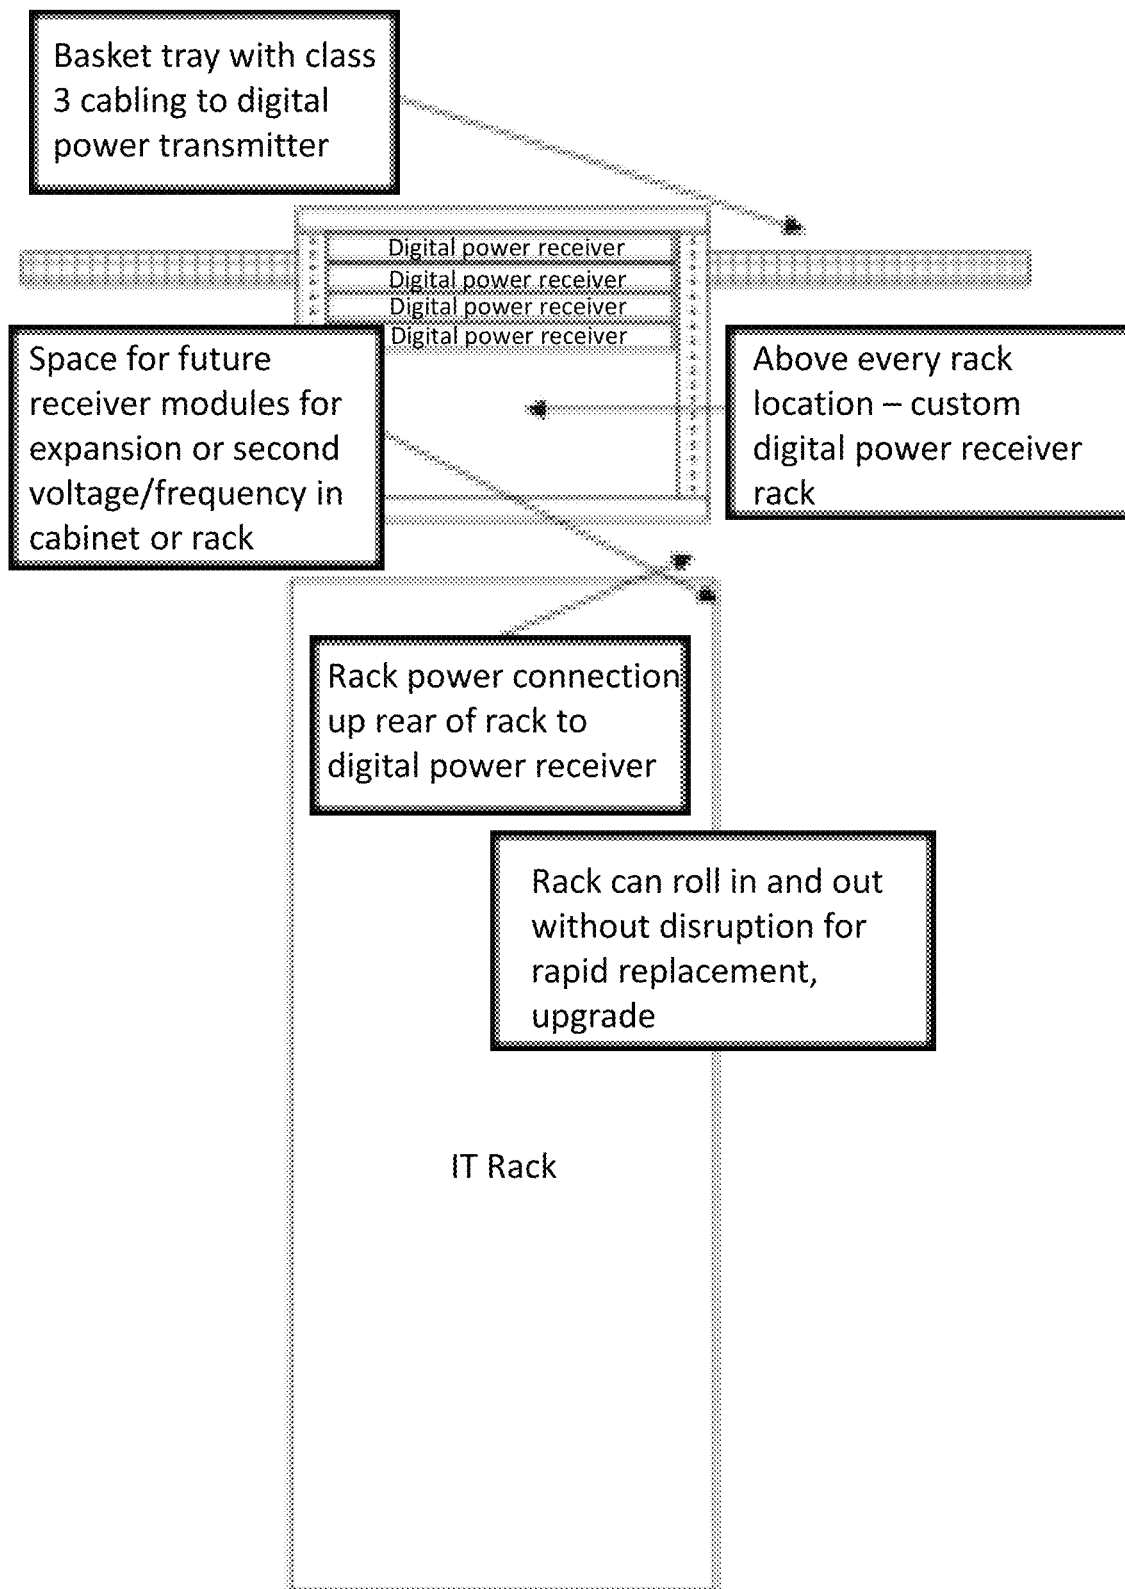 Basket tray with class
3 cabling to digital
power transmitter
Digital power receiver
Digital power receiver
Digital power receiver
Digital power receiver
Space for future
receiver modules for
expansion or second
voltage/frequency in
cabinet or rack
Above every rack
location – custom
digital power receiver
rack
Rack power connection
up rear of rack to
digital power receiver
Rack can roll in and out
without disruption for
rapid replacement,
upgrade
IT Rack